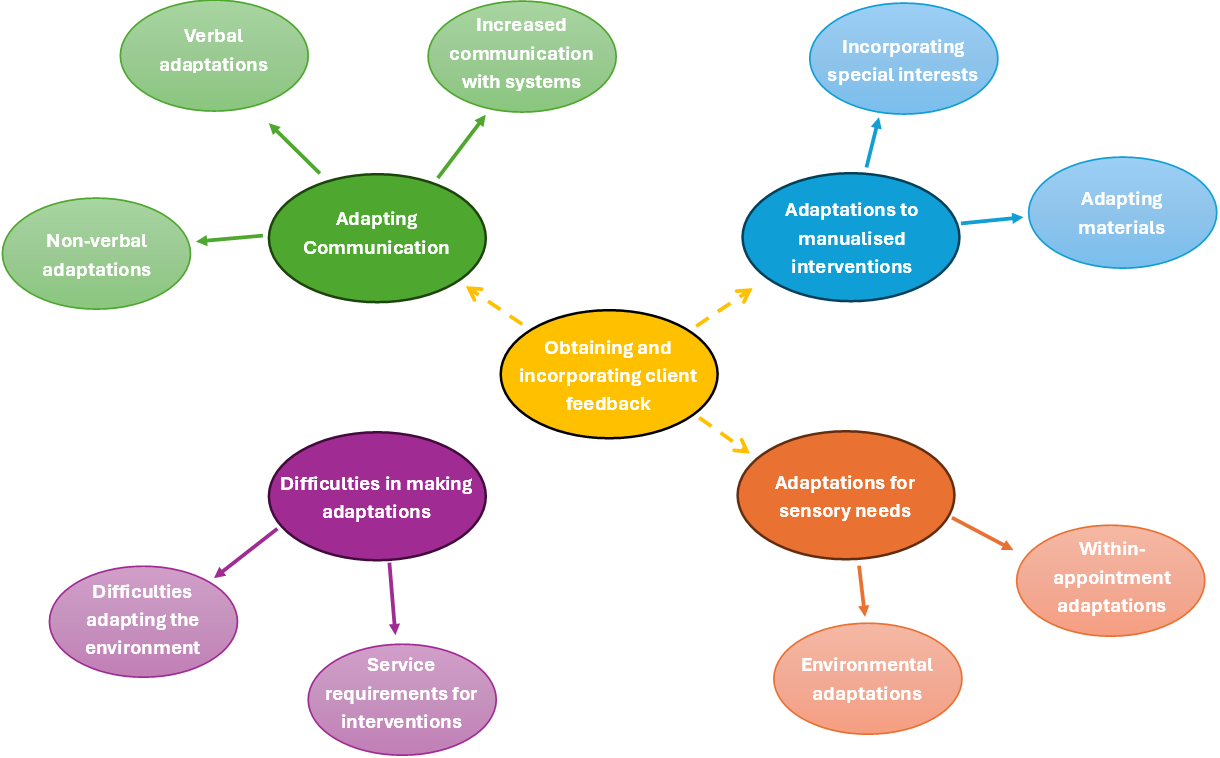 Verbal
adaptations
Increased
communication
with systems
Incorporating
special interests
Non-verbal
adaptations
Adapting
Communication
Adaptations to
manualised
interventions
Adapting
materials
Obtaining and
incorporating client
feedback
Difficulties in making
adaptations
Adaptations for
sensory needs
Difficulties
adapting the
environment
Service
requirements for
interventions
Environmental
adaptations
Within-
appointment
adaptations